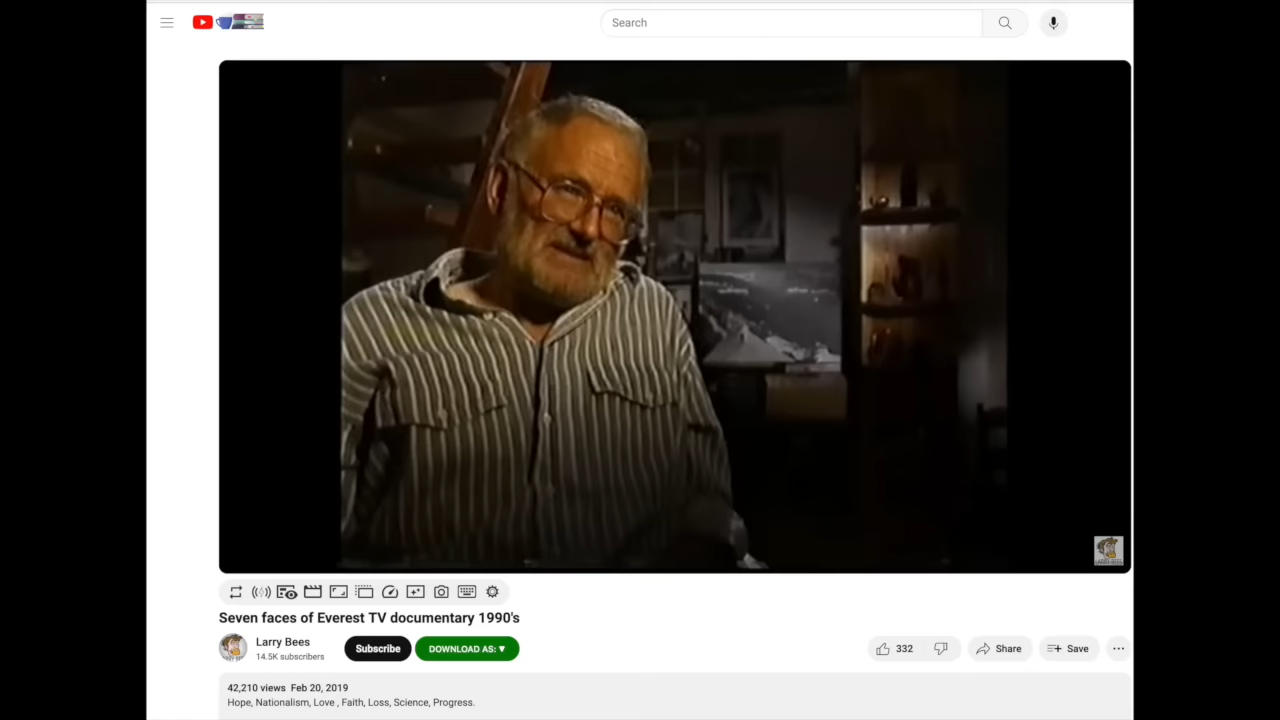 Search
Seven faces of Everest TV documentary 1990's
Larry Bees
14.5K subscribers
Subscribe
DOWNLOAD AS: ▼
332
Share
Save
42,210 views Feb 20, 2019
Hope, Nationalism, Love , Faith, Loss, Science, Progress.